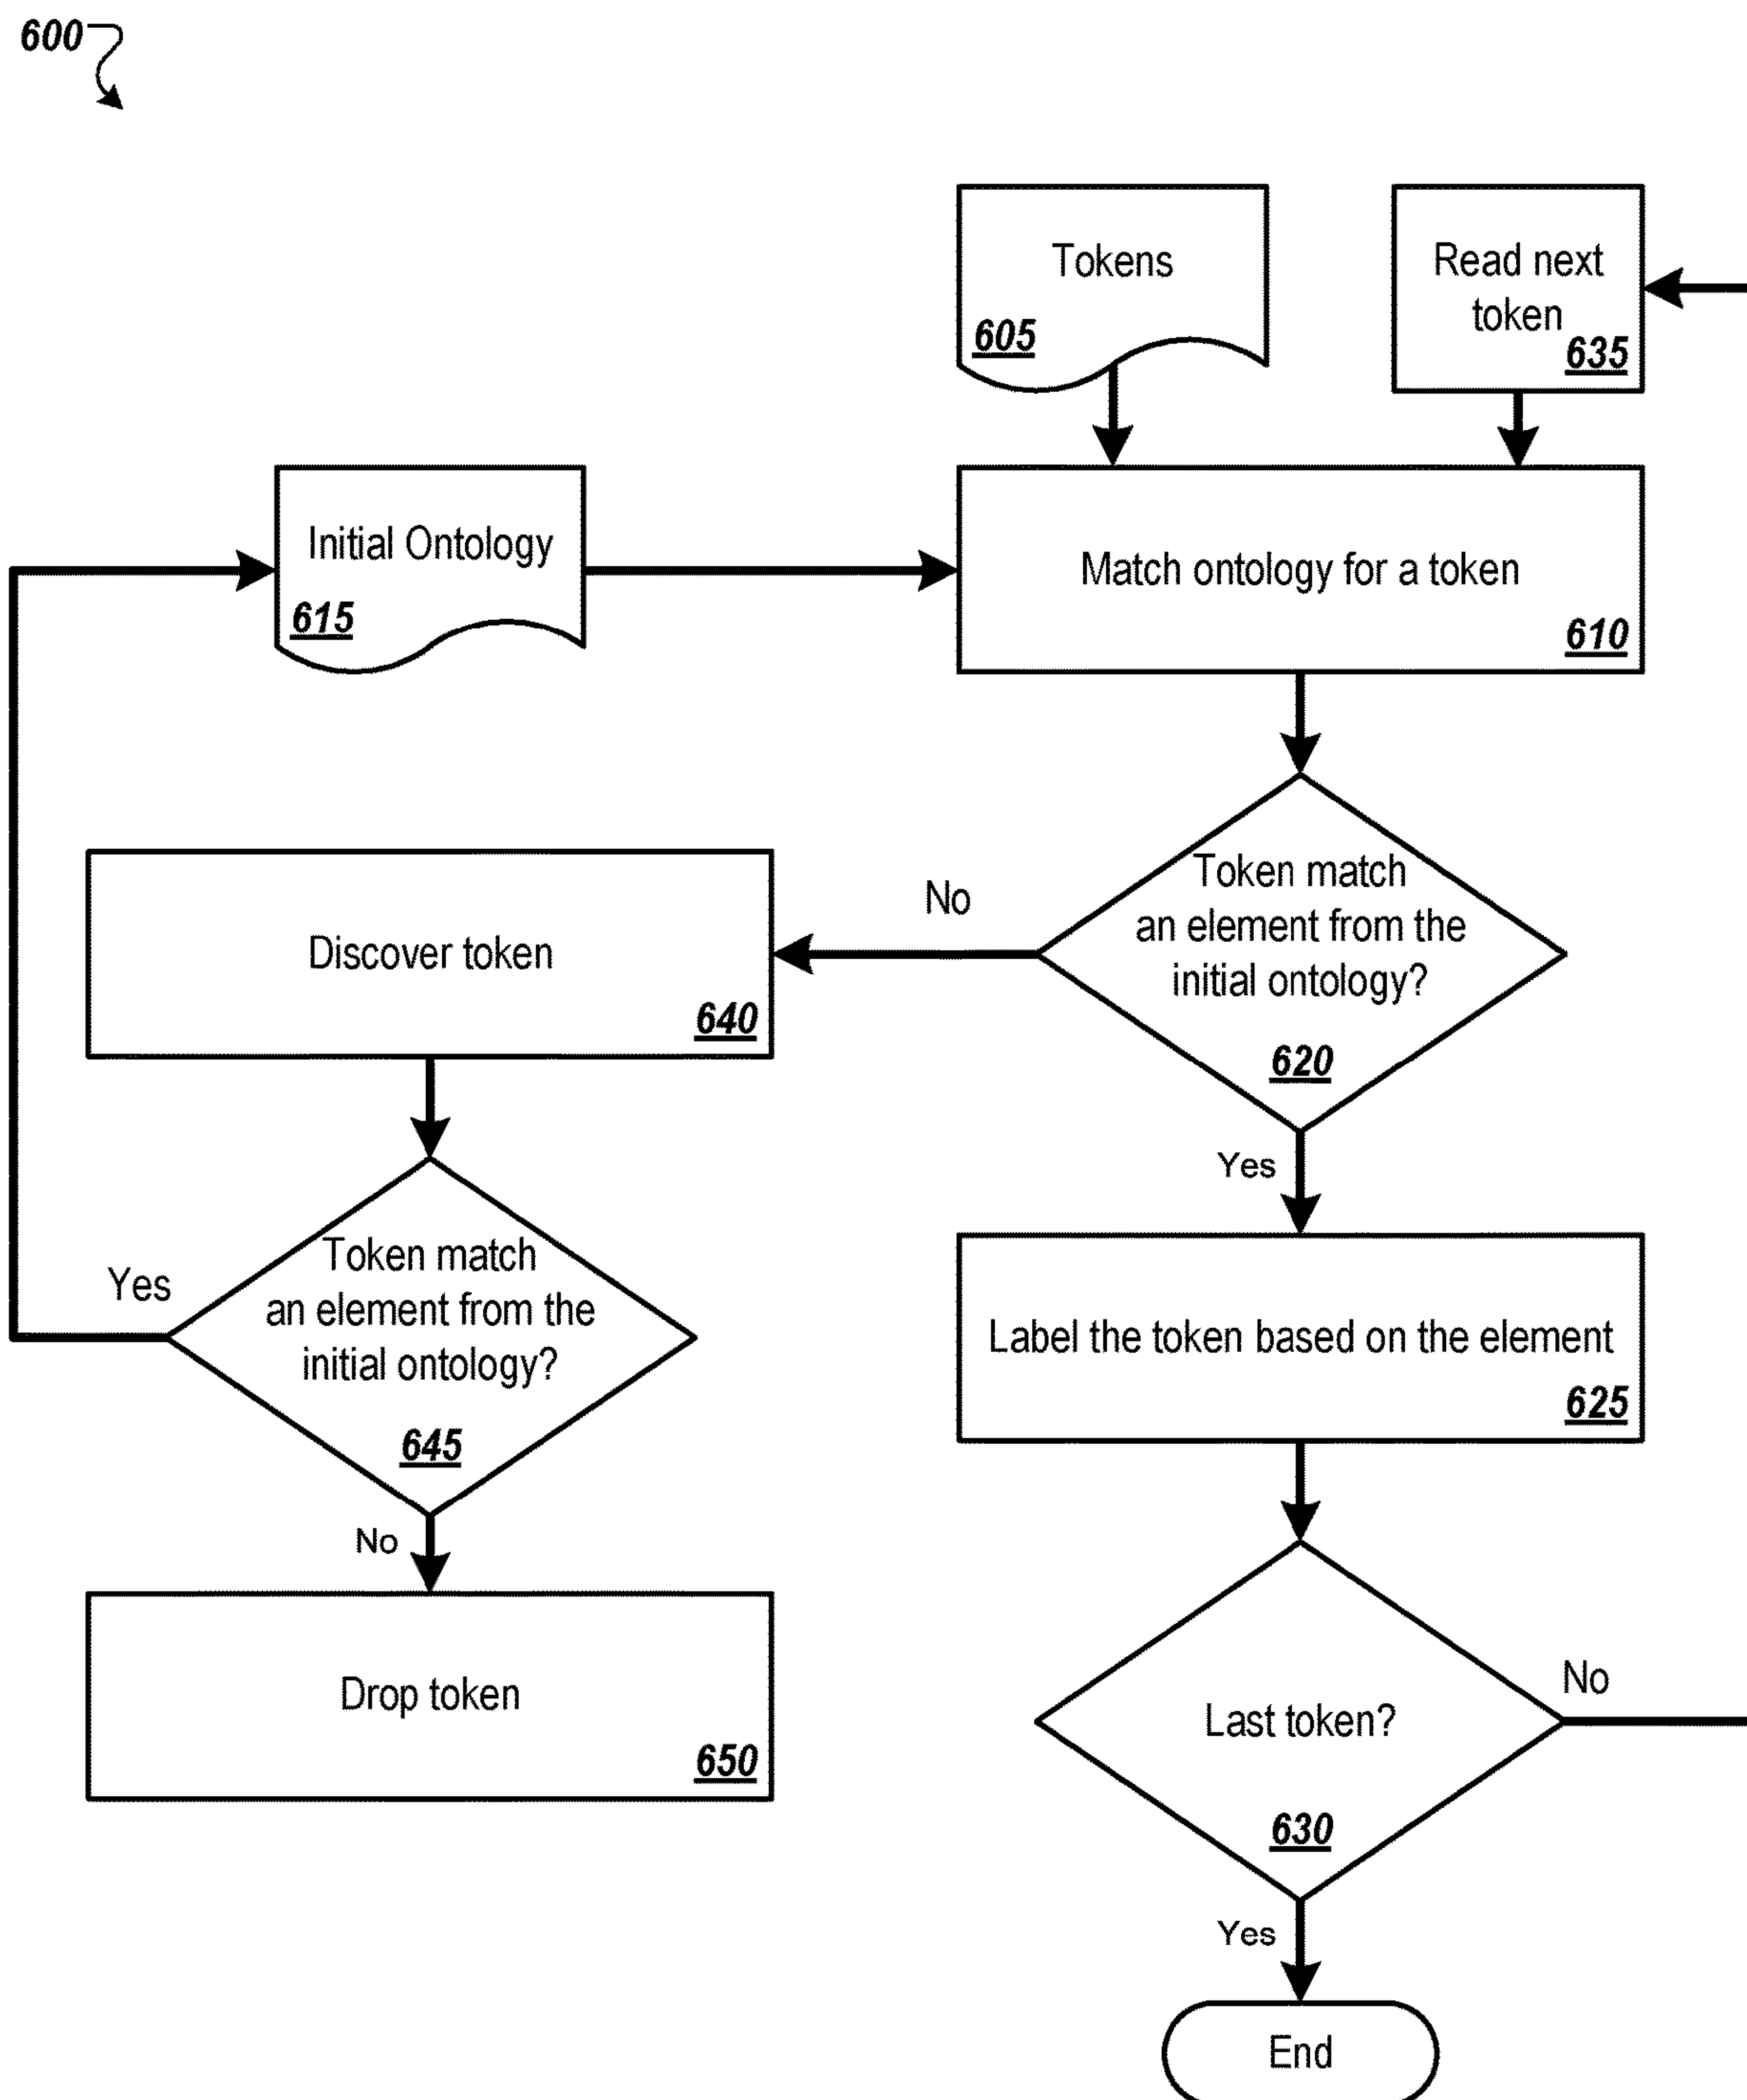 600
Tokens
605
Read next
token
635
Initial Ontology
615
Match ontology for a token
610
Token match
an element from the
initial ontology?
620
No
Discover token
640
Yes
Token match
an element from the
initial ontology?
645
Yes
Label the token based on the element
625
No
Drop token
650
Last token?
630
No
Yes
End